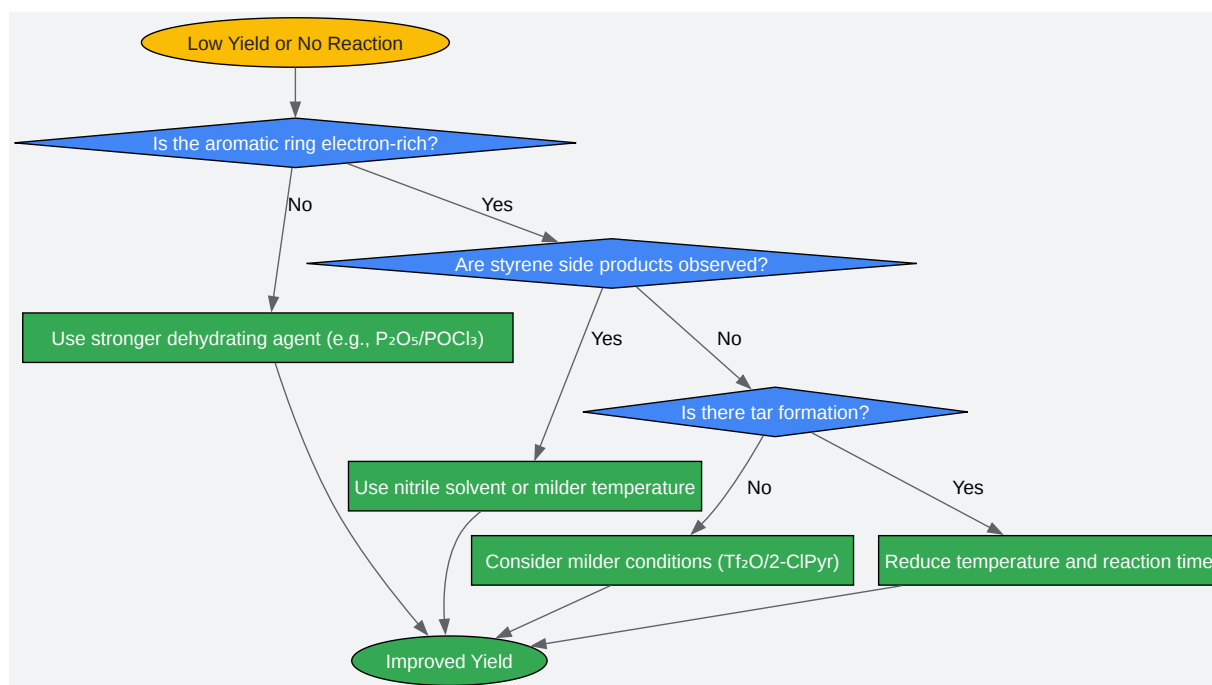 Low Yield or No Reaction
Is the aromatic ring electron-rich?
No
Yes
Are styrene side products observed?
Use stronger dehydrating agent (e.g., P₂O₅/POCl₃)
Yes
No
Is there tar formation?
Use nitrile solvent or milder temperature
No
Yes
Consider milder conditions (Tf₂O/2-ClPyr)
Reduce temperature and reaction time
Improved Yield